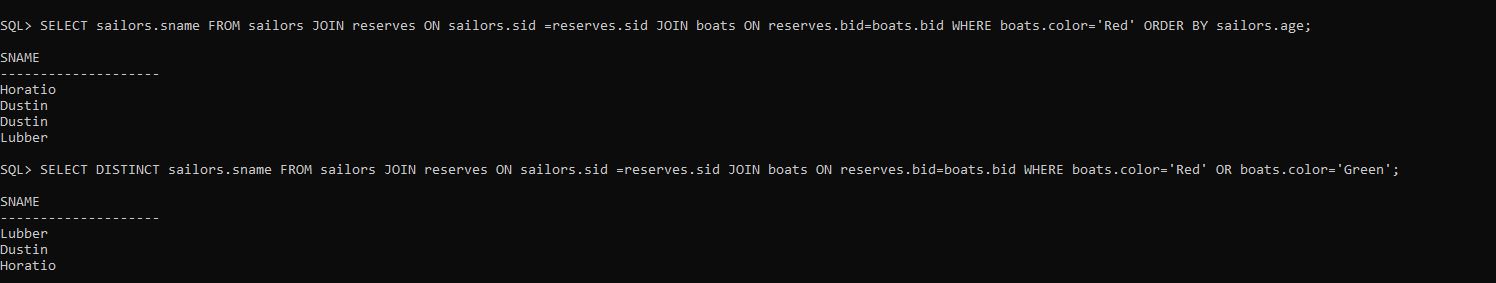 SQL> SELECT sailors.sname FROM sailors JOIN reserves ON sailors.sid =reserves.sid JOIN boats ON reserves.bid=boats.bid WHERE boats.color='Red' ORDER BY sailors.age;
SNAME
--------------------
Horatio
Dustin
Dustin
Lubber
SQL> SELECT DISTINCT sailors.sname FROM sailors JOIN reserves ON sailors.sid =reserves.sid JOIN boats ON reserves.bid=boats.bid WHERE boats.color='Red' OR boats.color='Green';
SNAME
--------------------
Lubber
Dustin
Horatio